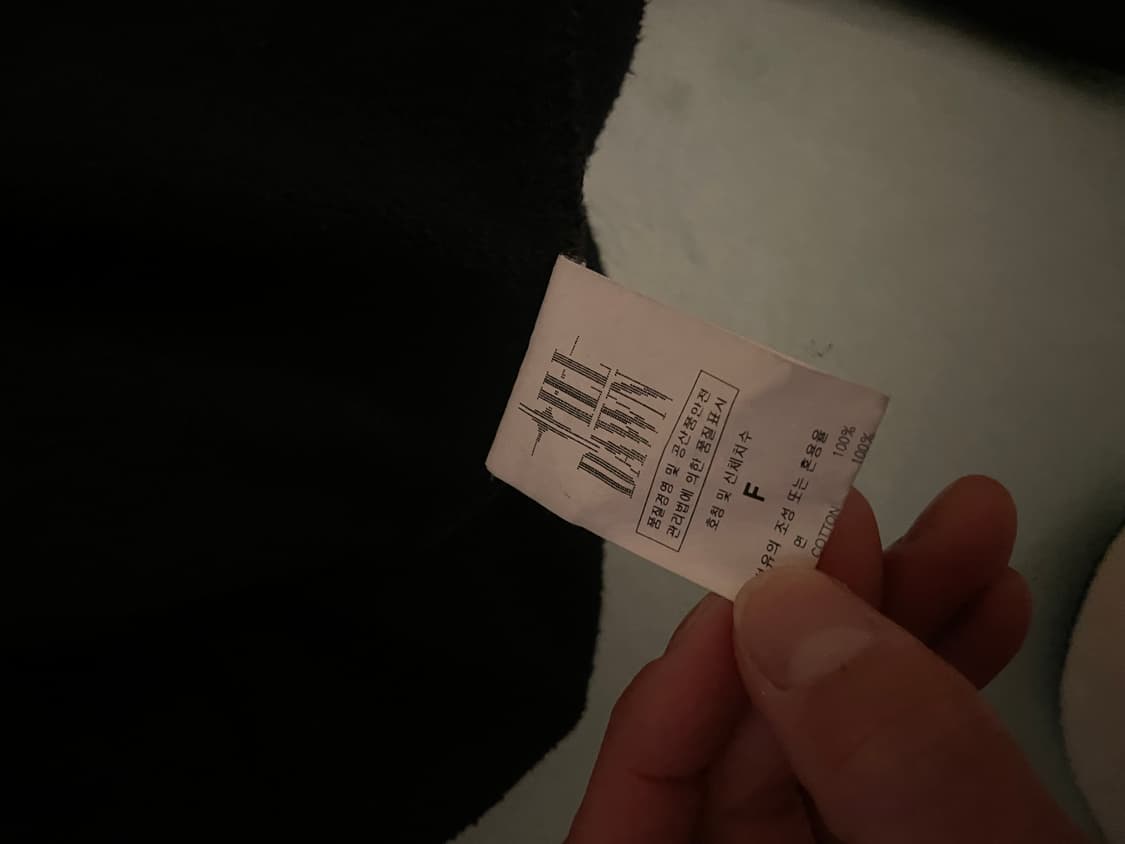 DAWN
품질경영 및 공산품안전
관리법에 의한 품질표시
호칭 및 신체치수
F
섬유의 조성 또는 혼용율
면 100%
COTTON 100%